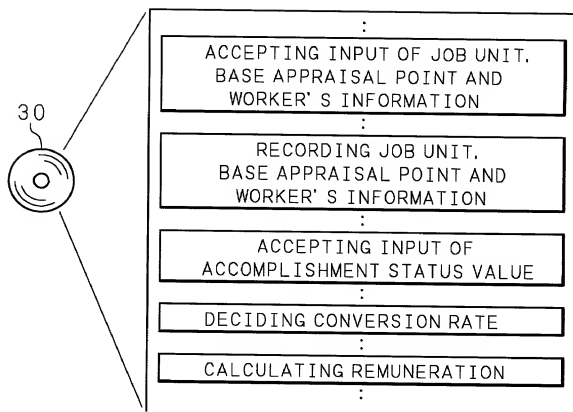 30
ACCEPTING INPUT OF JOB UNIT,
BASE APPRAISAL POINT AND
WORKER'S INFORMATION
RECORDING JOB UNIT,
BASE APPRAISAL POINT AND
WORKER'S INFORMATION
ACCEPTING INPUT OF
ACCOMPLISHMENT STATUS VALUE
DECIDING CONVERSION RATE
CALCULATING REMUNERATION